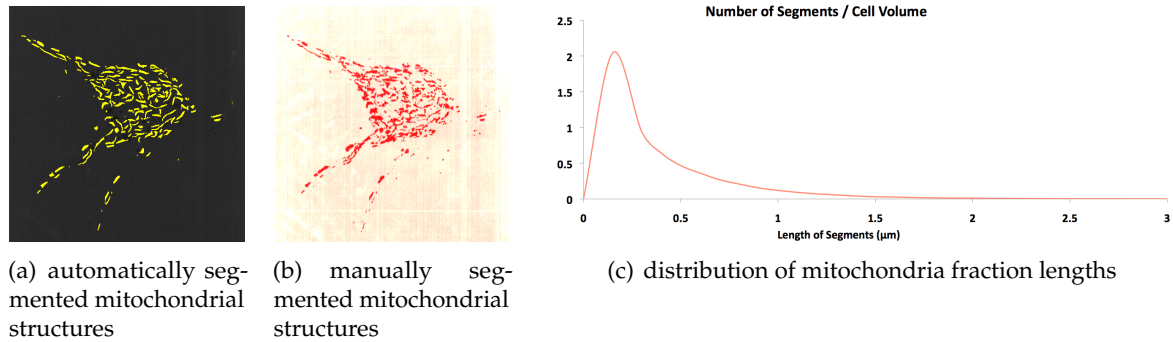 Number of Segments / Cell Volume
2.5
2
1.5
1
0.5
0
0 0.5 1 1.5 2 2.5 3
Length of Segments (µm)
(a) automatically seg-
mented mitochondrial
structures
(b) manually seg-
mented mitochondrial
structures
(c) distribution of mitochondria fraction lengths